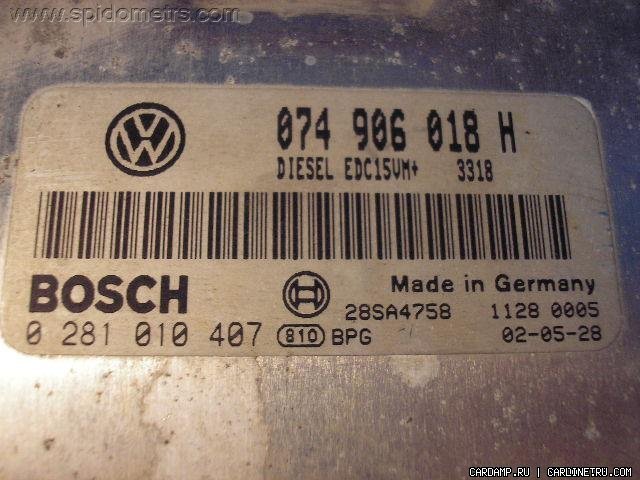 www.spidometrs.com
VW
074 906 018 H
DIESEL EDC15VM+ 3318
BOSCH
Made in Germany
28SA4758 1128 0005
0 281 010 407 810 BPG 02-05-28
CARDAMP.RU | CARDINETRU.COM